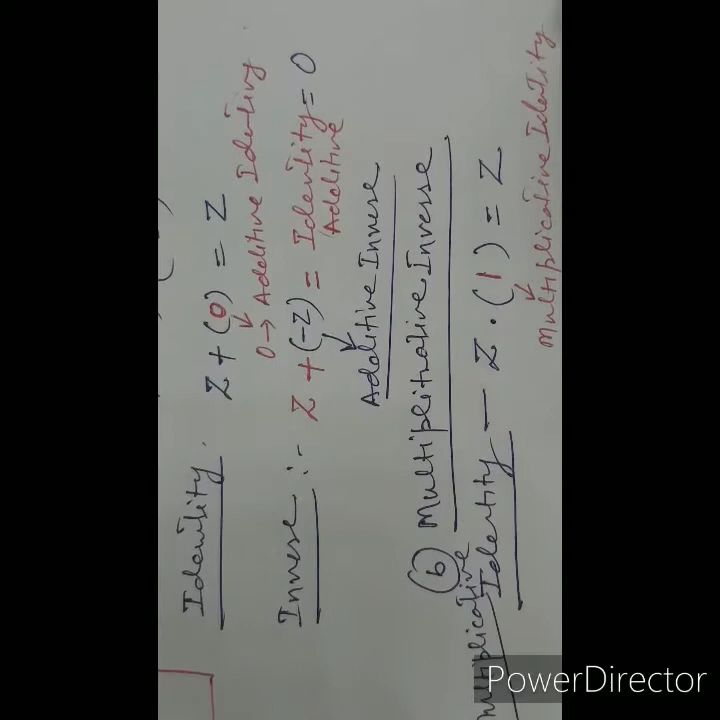 Identity. Z + (0) = Z
0 → Additive Identity
Inverse :- Z + (-Z) = Identity = 0
Additive
Additive Inverse
(b) Multiplicative Inverse
Multiplicative
Identity — Z . (1) = Z
Multiplicative Identity
PowerDirector